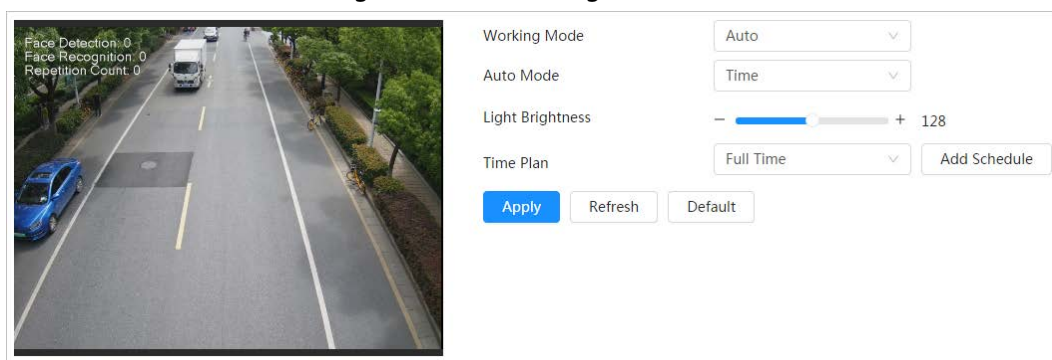 Face Detection: 0
Face Recognition: 0
Repetition Count: 0
Working Mode Auto
Auto Mode Time
Light Brightness − + 128
Time Plan Full Time Add Schedule
Apply Refresh Default